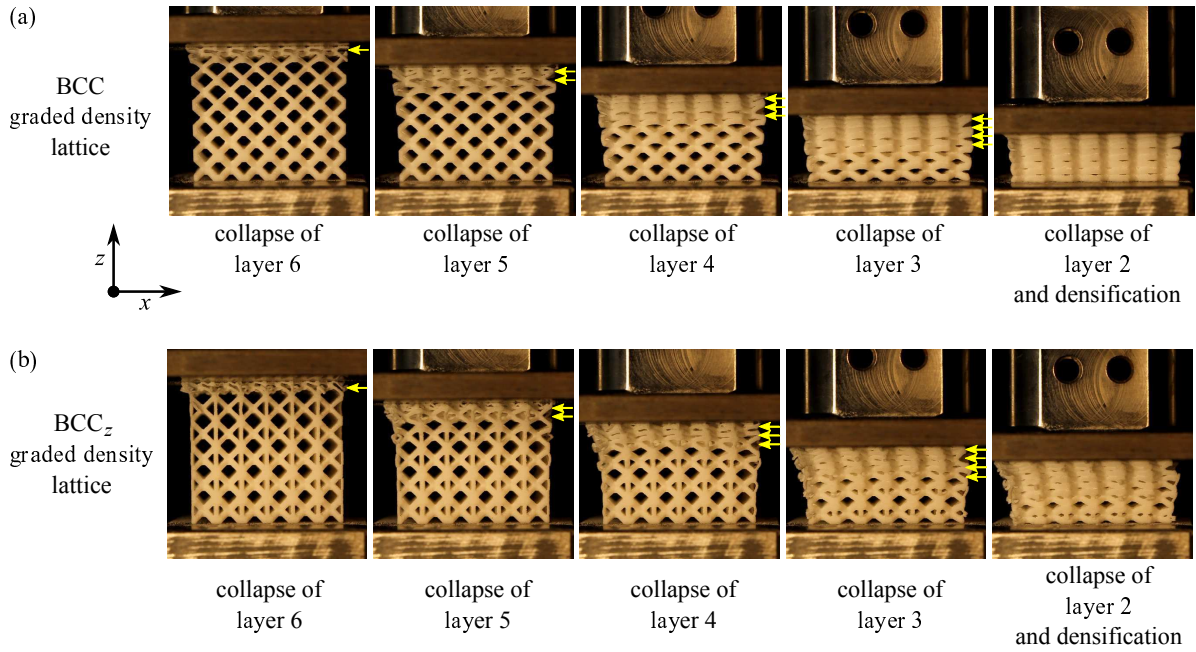 (a)
BCC
graded density
lattice
collapse of
layer 6
collapse of
layer 5
collapse of
layer 4
collapse of
layer 3
collapse of
layer 2
and densification
z
x
(b)
BCCz
graded density
lattice
collapse of
layer 6
collapse of
layer 5
collapse of
layer 4
collapse of
layer 3
collapse of
layer 2
and densification